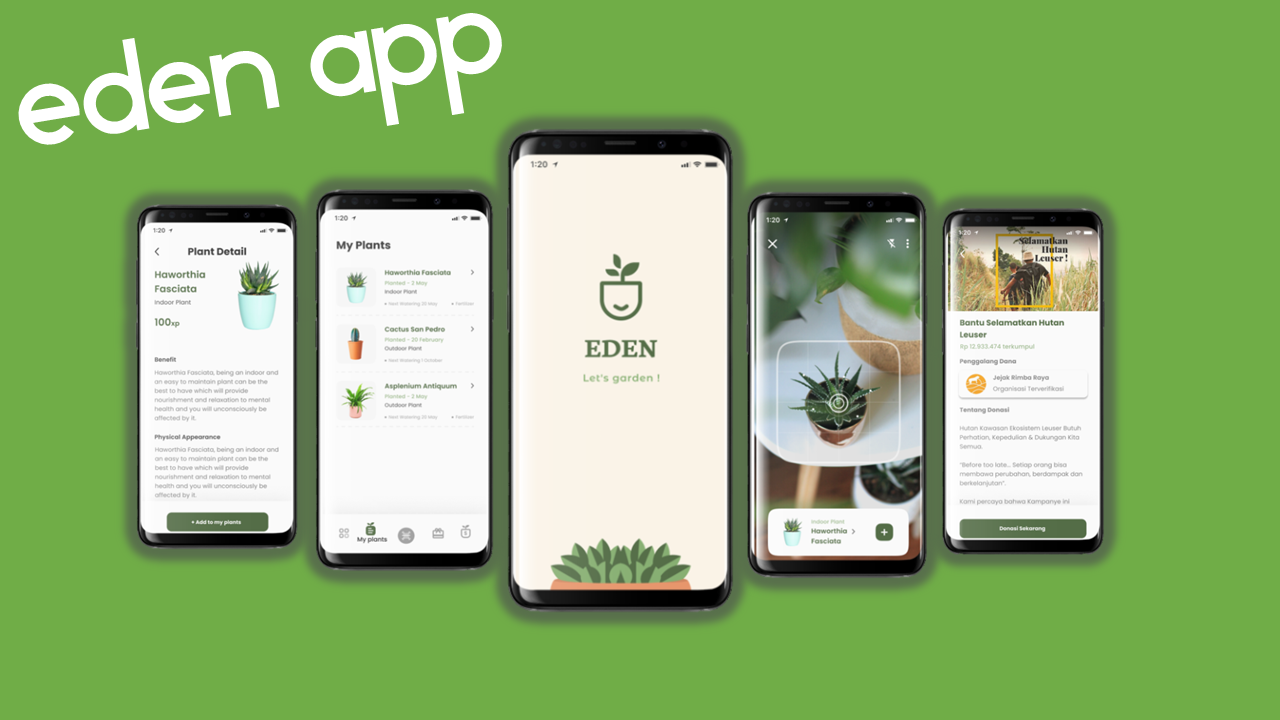 eden app
1:20
Plant Detail
Haworthia
Fasciata
Indoor Plant
100xp
Benefit
Haworthia Fasciata, being an indoor and
an easy to maintain plant can be the
best to have which will provide
nourishment and relaxation to mental
health and you will unconsciously be
affected by it.
Physical Appearance
Haworthia Fasciata, being an indoor and
an easy to maintain plant can be the
best to have which will provide
nourishment and relaxation to mental
health and you will unconsciously be
affected by it.
+ Add to my plants
1:20
My Plants
Haworthia Fasciata
Planted - 2 May
Indoor Plant
Next Watering 10 May
Fertilizer
Cactus San Pedro
Planted - 20 February
Outdoor Plant
Next Watering 1 October
Asplenium Antiquum
Planted - 2 May
Outdoor Plant
Next Watering 20 May
Fertilizer
My plants
1:20
EDEN
Let's garden !
1:20
Indoor Plant
Haworthia
Fasciata
1:20
Selamatkan
Hutan
Leuser !
Bantu Selamatkan Hutan
Leuser
Rp 12.933.474 terkumpul
Penggalang Dana
Jejak Rimba Raya
Organisasi Terverifikasi
Tentang Donasi
Hutan Kawasan Ekosistem Leuser Butuh
Perhatian, Kepedulian & Dukungan Kita
Semua.
"Before too late... Setiap orang bisa
membawa perubahan, berdampak dan
berkelanjutan".
Kami percaya bahwa Kampanye ini
Donasi Sekarang